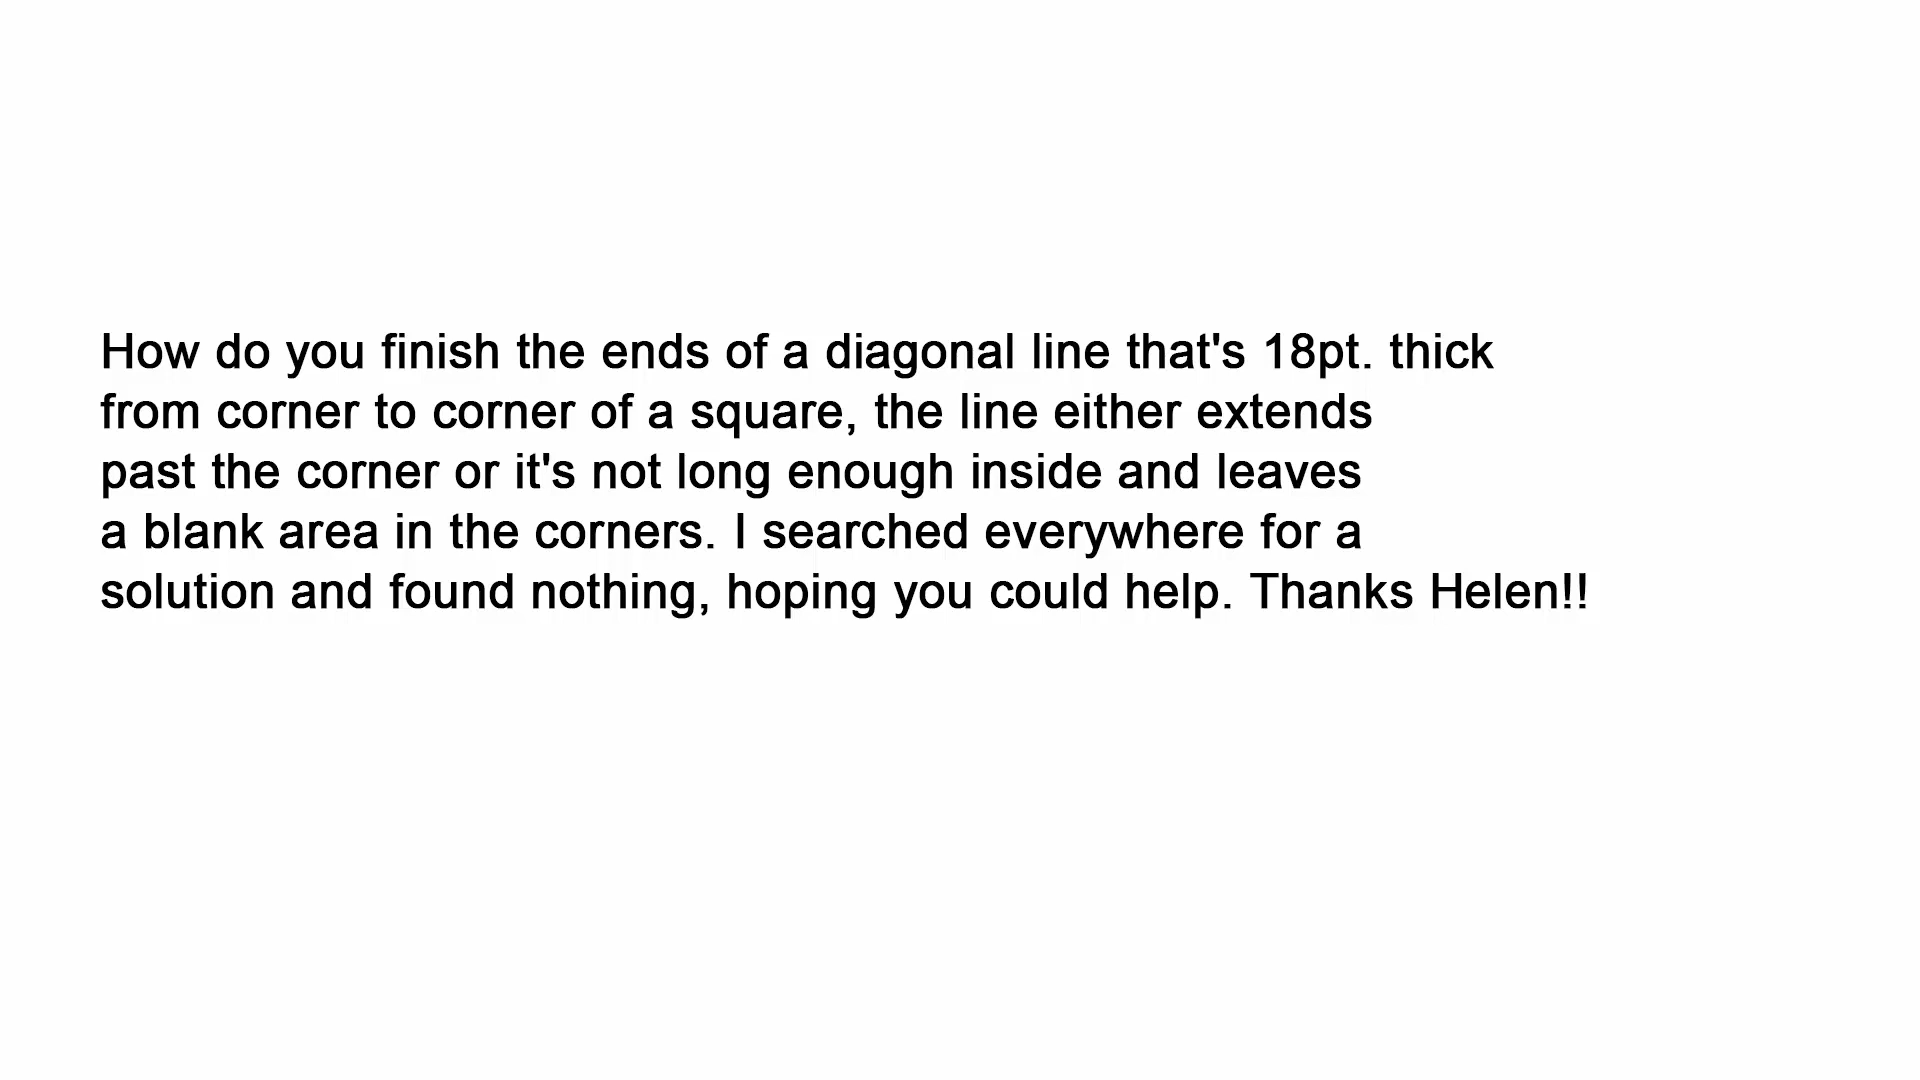 How do you finish the ends of a diagonal line that's 18pt. thick
from corner to corner of a square, the line either extends
past the corner or it's not long enough inside and leaves
a blank area in the corners. I searched everywhere for a
solution and found nothing, hoping you could help. Thanks Helen!!